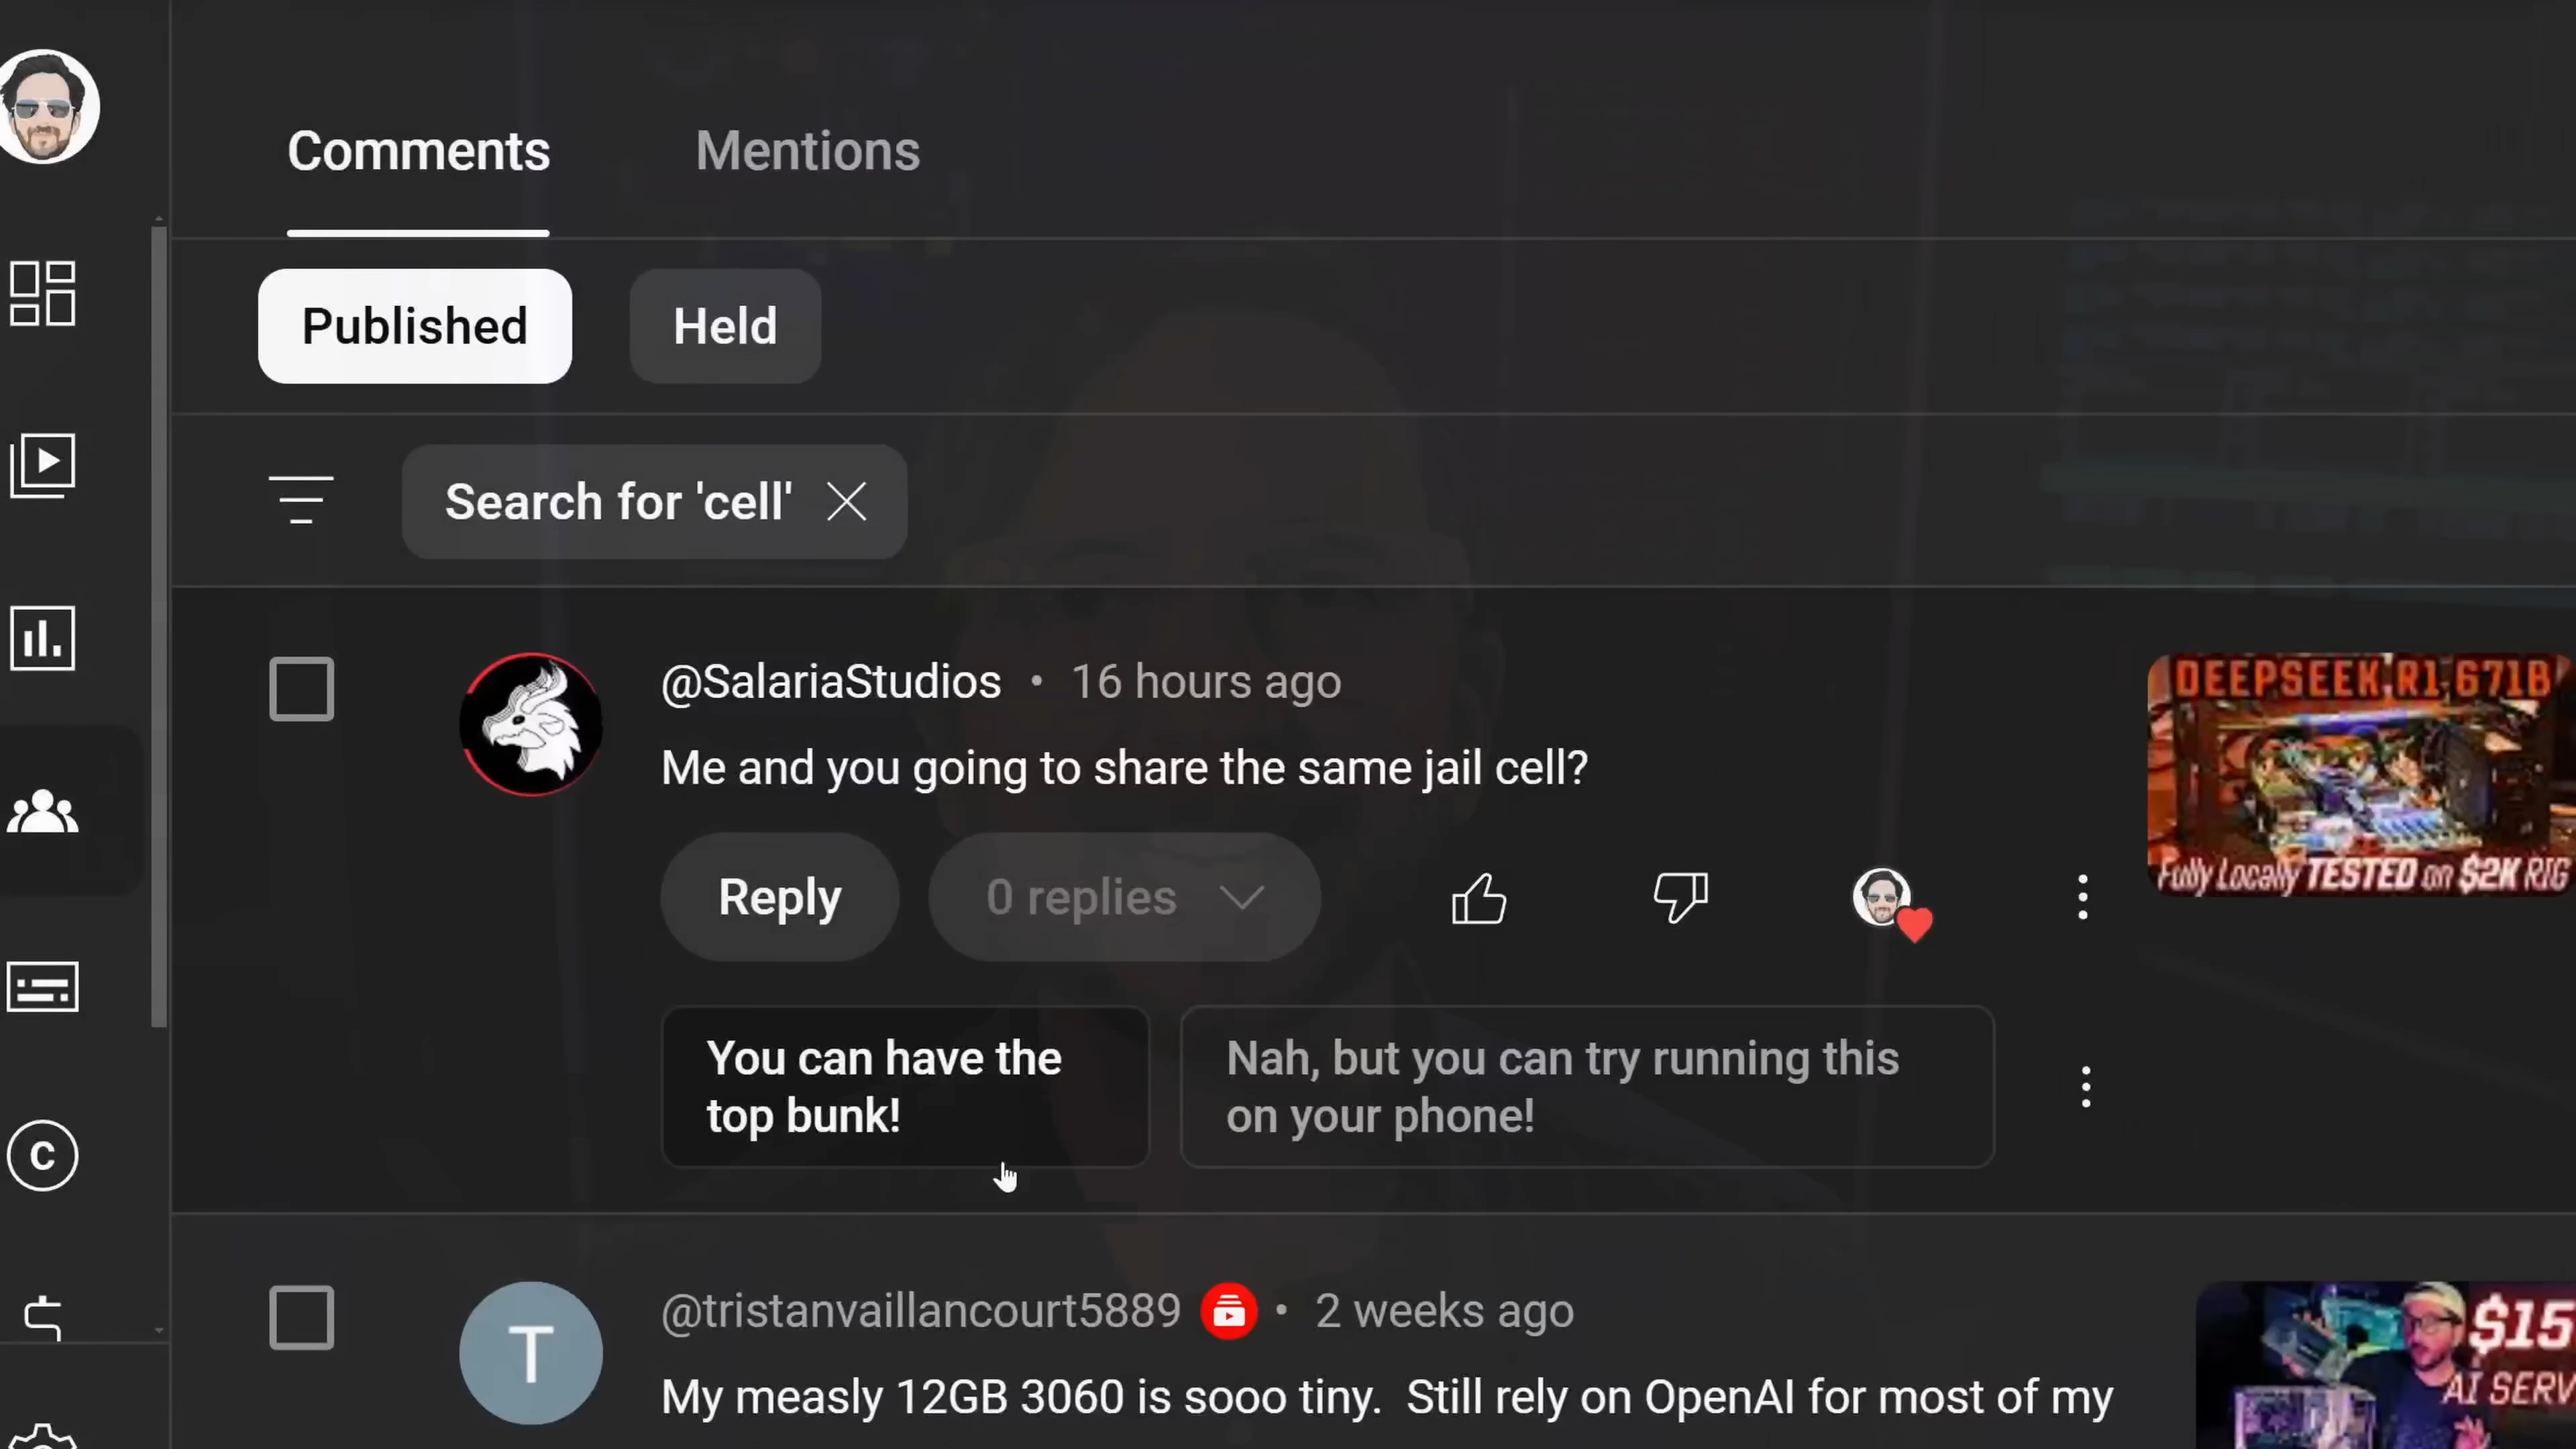 Comments
Mentions
Published
Held
Search for 'cell'
@SalariaStudios • 16 hours ago
DEEPSEEK R1 671B
Fully Locally TESTED on $2K RIG
Me and you going to share the same jail cell?
Reply
0 replies
You can have the
top bunk!
Nah, but you can try running this
on your phone!
C
@tristanvaillancourt5889 • 2 weeks ago
T
My measly 12GB 3060 is sooo tiny.  Still rely on OpenAI for most of my
$15
AI SERV